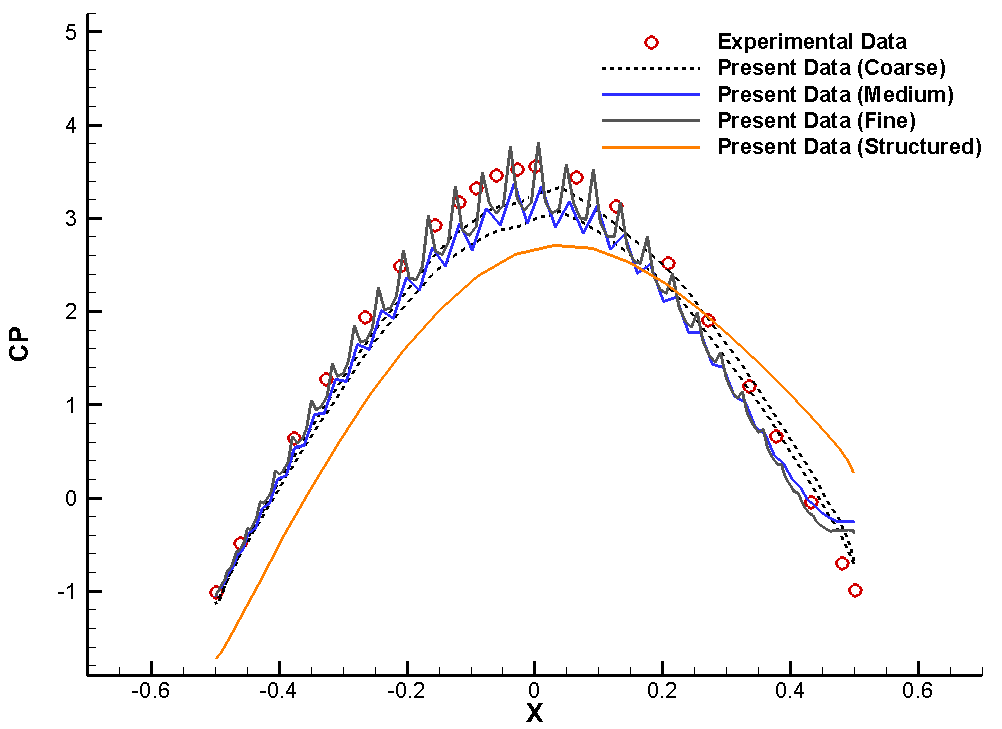 Experimental Data
Present Data (Coarse)
Present Data (Medium)
Present Data (Fine)
Present Data (Structured)
5
4
3
2
1
0
-1
CP
-0.6
-0.4
-0.2
0
0.2
0.4
0.6
X